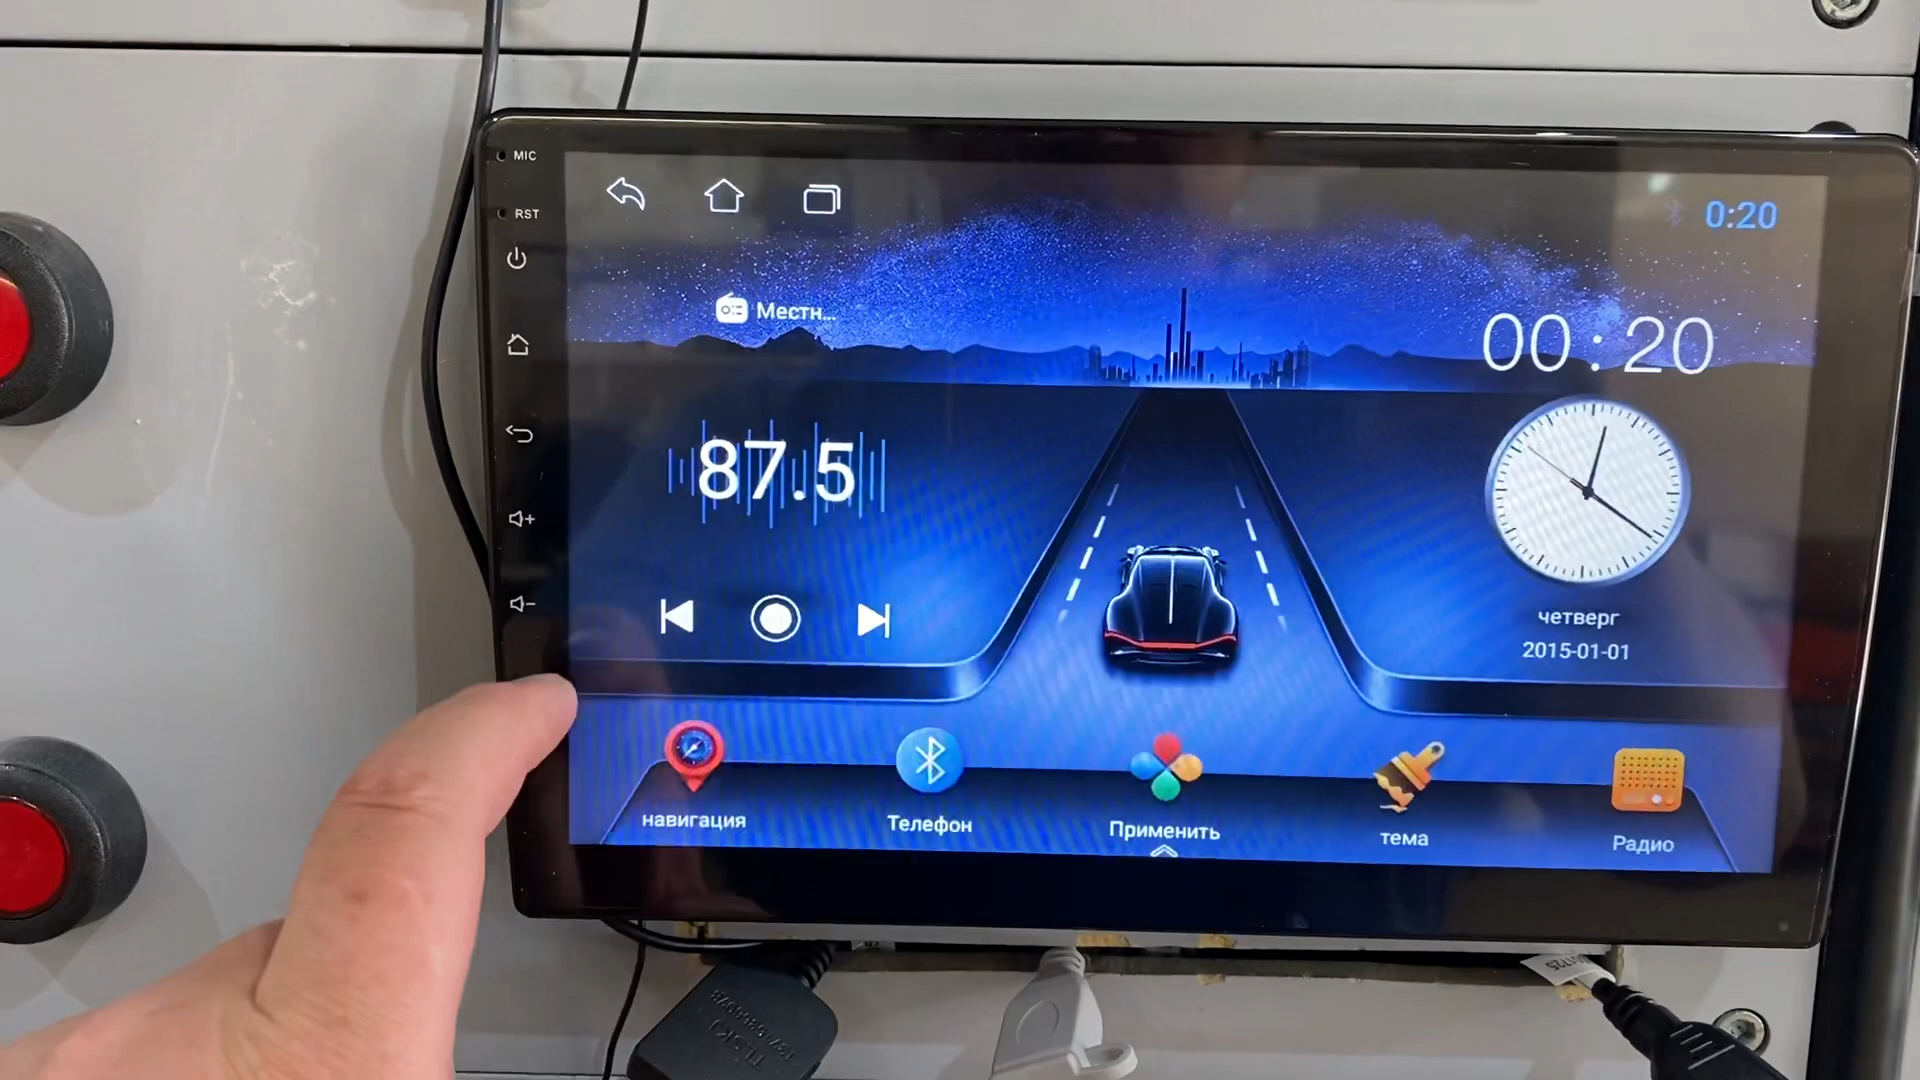 MIC
RST
0:20
Местн...
00:20
87.5
четверг
2015-01-01
навигация
Телефон
Применить
тема
Радио